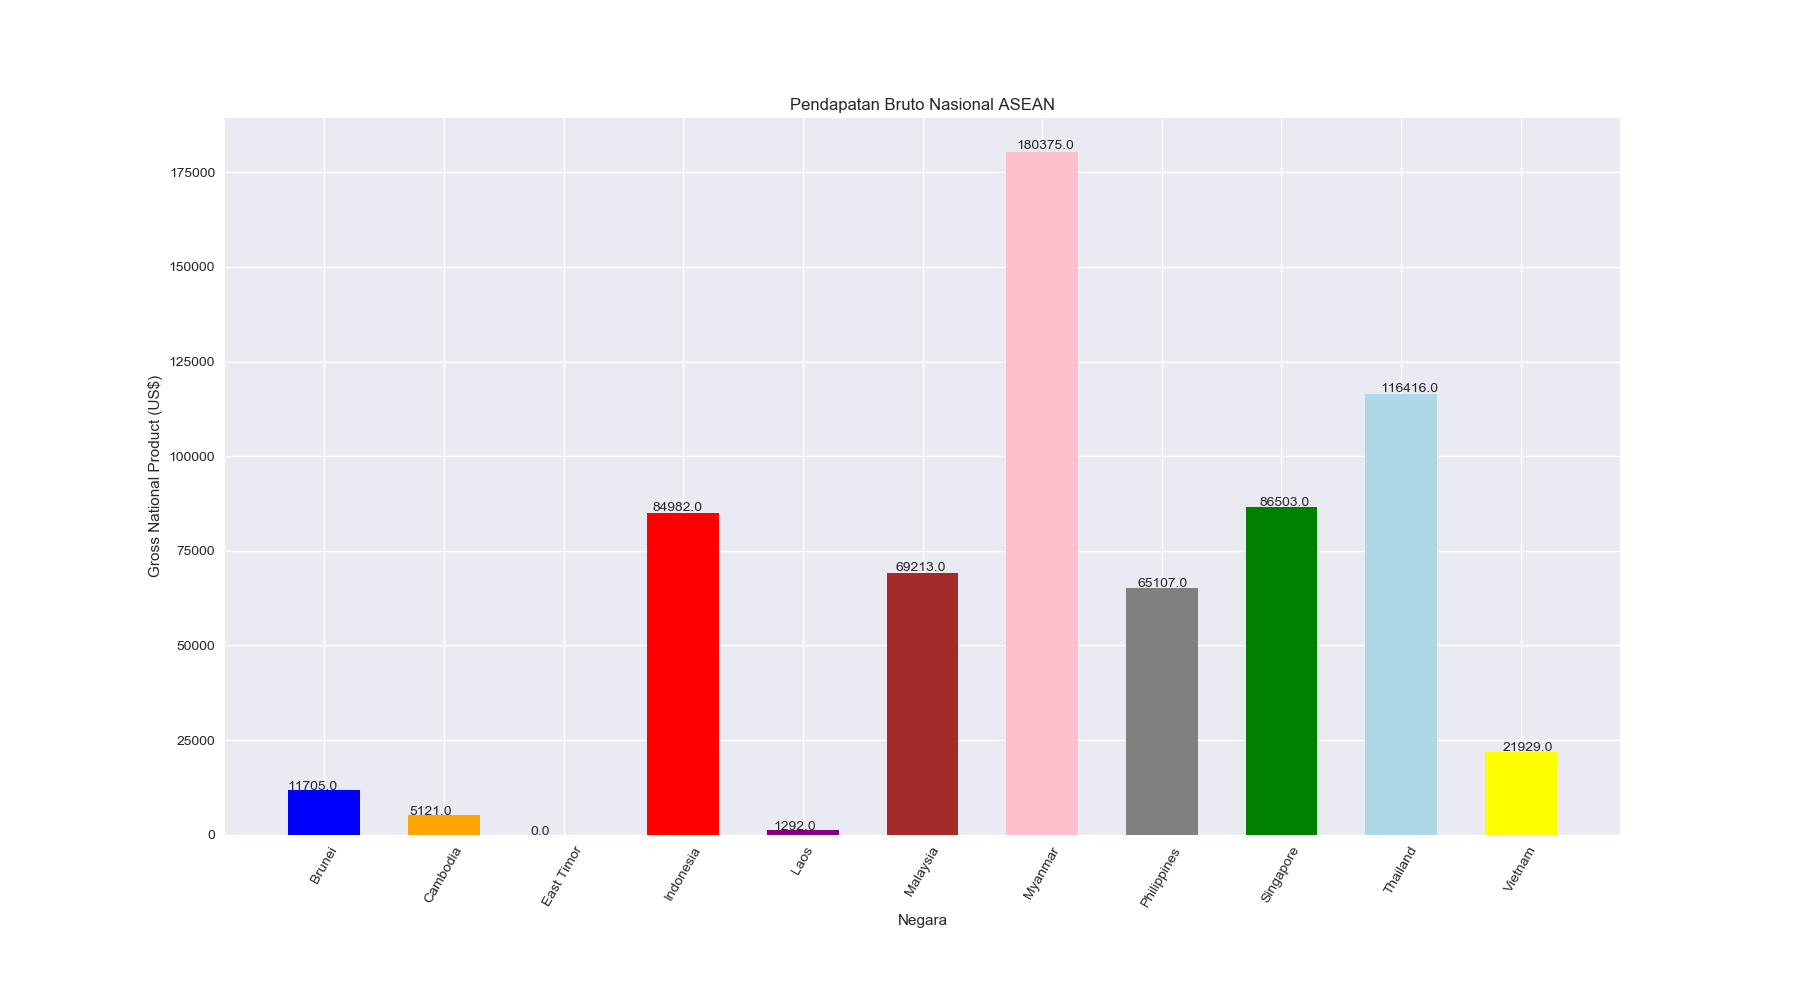 Pendapatan Bruto Nasional ASEAN
Gross National Product (US$)
175000
150000
125000
100000
75000
50000
25000
0
11705.0
5121.0
0.0
84982.0
1292.0
69213.0
180375.0
65107.0
86503.0
116416.0
21929.0
Brunei
Cambodia
East Timor
Indonesia
Laos
Malaysia
Myanmar
Philippines
Singapore
Thailand
Vietnam
Negara